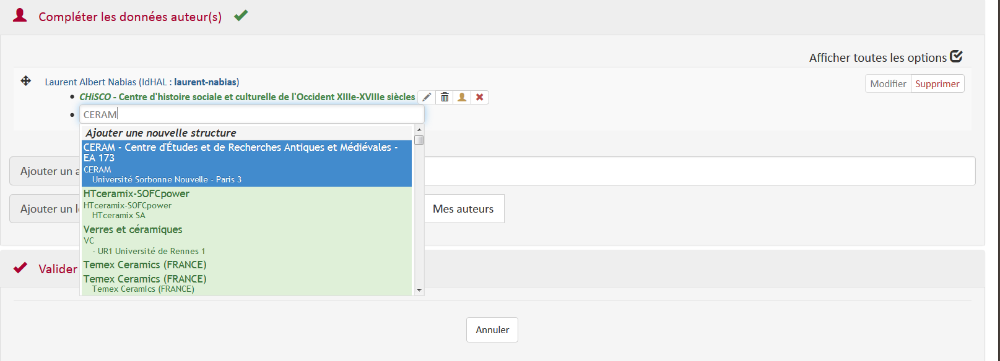 Compléter les données auteur(s)
Afficher toutes les options
Laurent Albert Nabias (IdHAL : laurent-nabias)
Modifier Supprimer
CHiSCO - Centre d'histoire sociale et culturelle de l'Occident XIIIe-XVIIIe siècles
CERAM
Ajouter une nouvelle structure
CERAM - Centre d'Études et de Recherches Antiques et Médiévales -
EA 173
CERAM
Université Sorbonne Nouvelle - Paris 3
Ajouter un a
HTceramix-SOFCpower
HTceramix-SOFCpower
HTceramix SA
Ajouter un l
Mes auteurs
Verres et céramiques
VC
- UR1 Université de Rennes 1
Temex Ceramics (FRANCE)
Valider
Temex Ceramics (FRANCE)
Temex Ceramics (FRANCE)
Annuler